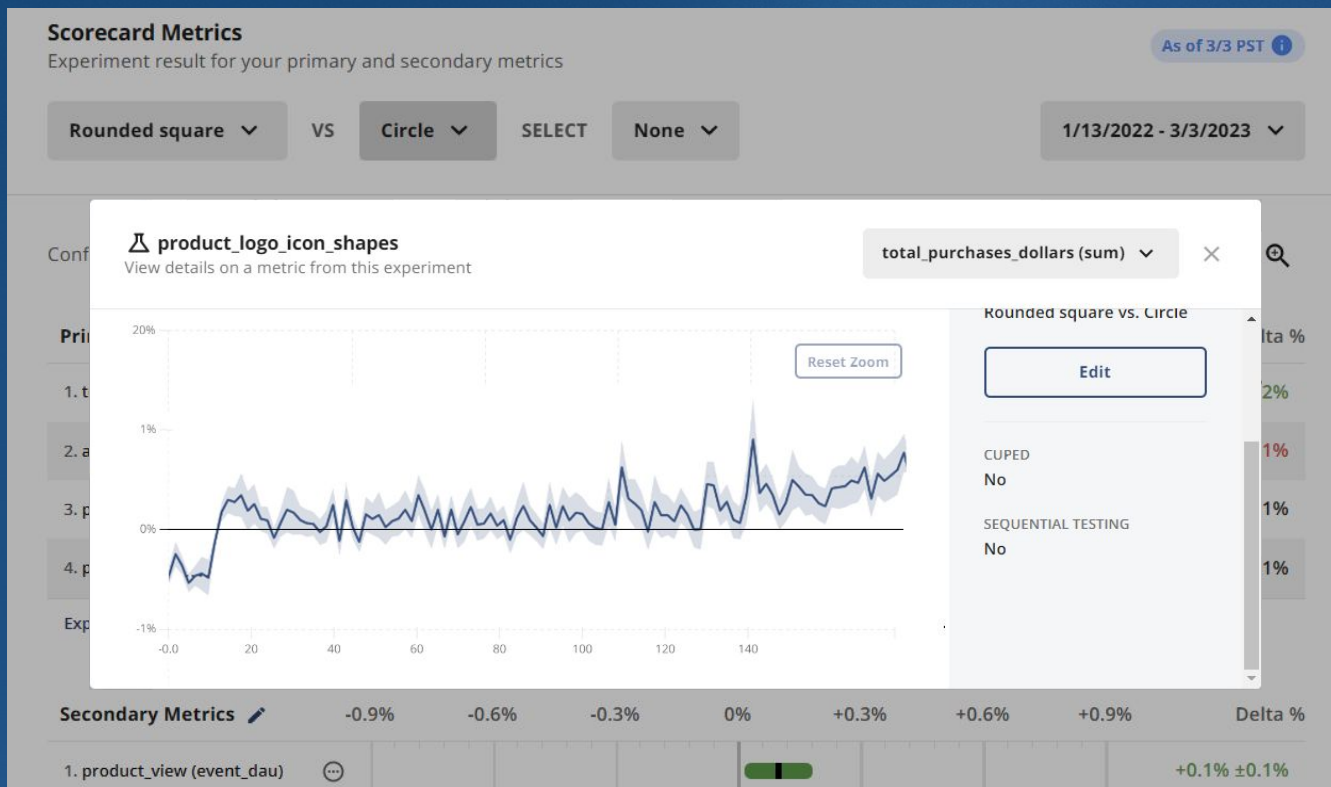 Scorecard Metrics
Experiment result for your primary and secondary metrics
As of 3/3 PST
Rounded square VS Circle SELECT None 1/13/2022 - 3/3/2023
Conf
product_logo_icon_shapes
View details on a metric from this experiment
total_purchases_dollars (sum)
Rounded square vs. Circle
Reset Zoom
Edit
CUPED
No
SEQUENTIAL TESTING
No
20%
1%
0%
-1%
-0.0 20 40 60 80 100 120 140
Pri lta %
1. t 2%
2. a 1%
3. p 1%
4. p 1%
Exp
Secondary Metrics -0.9% -0.6% -0.3% 0% +0.3% +0.6% +0.9% Delta %
1. product_view (event_dau) +0.1% ±0.1%